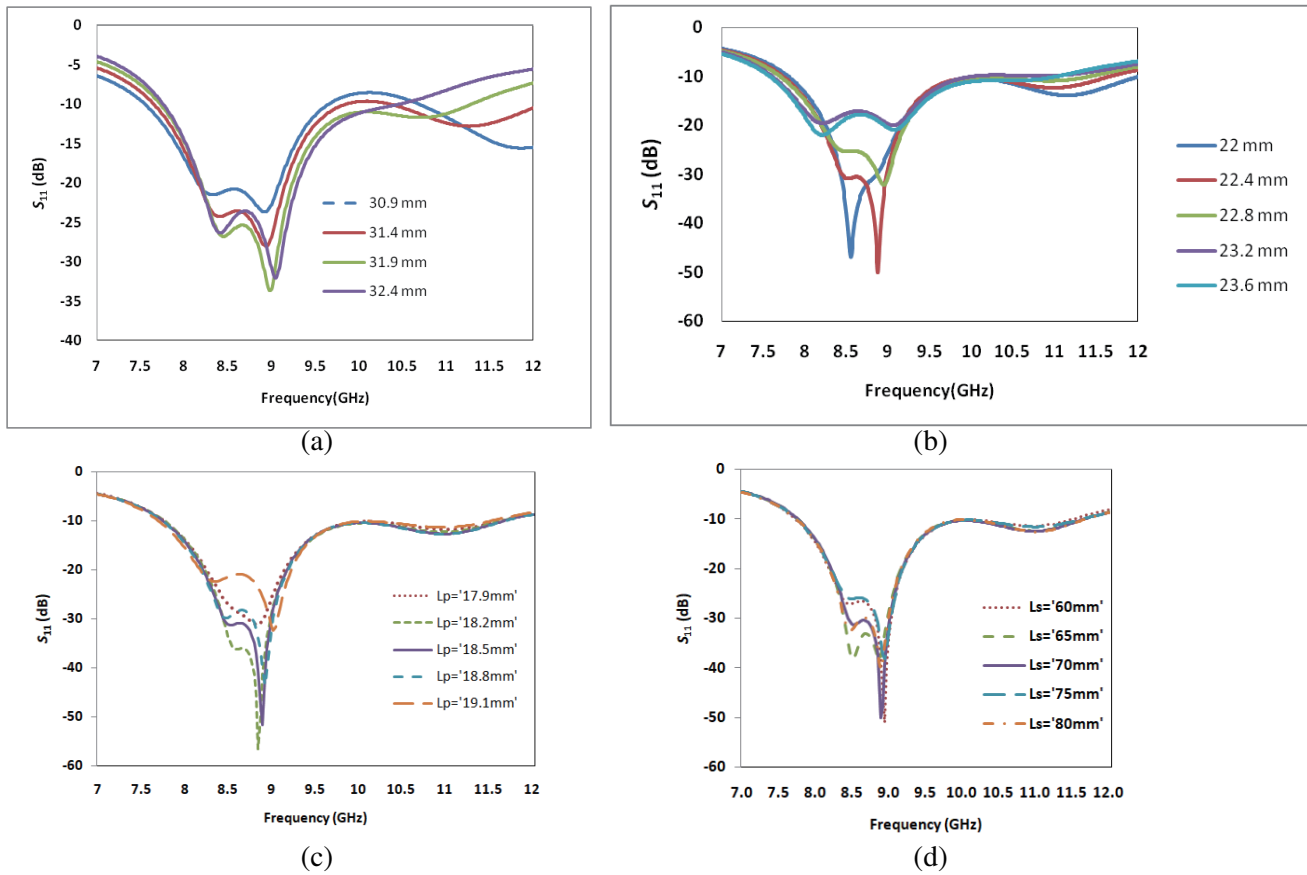 0
-5
-10
-15
-20
-25
-30
-35
-40
S11 (dB)
30.9 mm
31.4 mm
31.9 mm
32.4 mm
7 7.5 8 8.5 9 9.5 10 10.5 11 11.5 12
Frequency(GHz)
(a)
0
-10
-20
-30
-40
-50
-60
S11 (dB)
22 mm
22.4 mm
22.8 mm
23.2 mm
23.6 mm
7 7.5 8 8.5 9 9.5 10 10.5 11 11.5 12
Frequency(GHz)
(b)
0
-10
-20
-30
-40
-50
-60
S11 (dB)
Lp='17.9mm'
Lp='18.2mm'
Lp='18.5mm'
Lp='18.8mm'
Lp='19.1mm'
7 7.5 8 8.5 9 9.5 10 10.5 11 11.5 12
Frequency (GHz)
(c)
0
-10
-20
-30
-40
-50
-60
S11 (dB)
Ls='60mm'
Ls='65mm'
Ls='70mm'
Ls='75mm'
Ls='80mm'
7.0 7.5 8.0 8.5 9.0 9.5 10.0 10.5 11.0 11.5 12.0
Frequency (GHz)
(d)